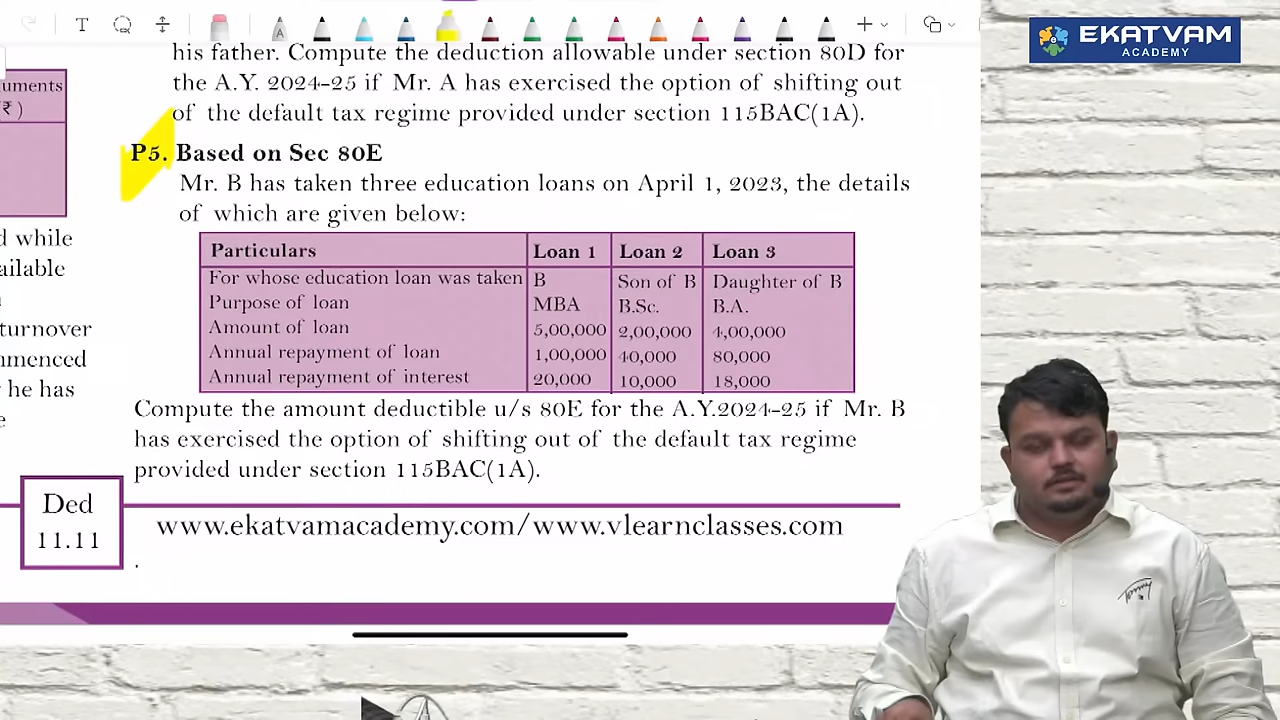 T
EKATVAM
ACADEMY
his father. Compute the deduction allowable under section 80D for
the A.Y. 2024-25 if Mr. A has exercised the option of shifting out
of the default tax regime provided under section 115BAC(1A).
uments
(₹ )
d while
ailable
turnover
mmenced
he has
P5. Based on Sec 80E
Mr. B has taken three education loans on April 1, 2023, the details
of which are given below:
Particulars Loan 1 Loan 2 Loan 3
For whose education loan was taken B Son of B Daughter of B
Purpose of loan MBA B.Sc. B.A.
Amount of loan 5,00,000 2,00,000 4,00,000
Annual repayment of loan 1,00,000 40,000 80,000
Annual repayment of interest 20,000 10,000 18,000
Compute the amount deductible u/s 80E for the A.Y.2024-25 if Mr. B
has exercised the option of shifting out of the default tax regime
provided under section 115BAC(1A).
Ded
11.11
www.ekatvamacademy.com/www.vlearnclasses.com